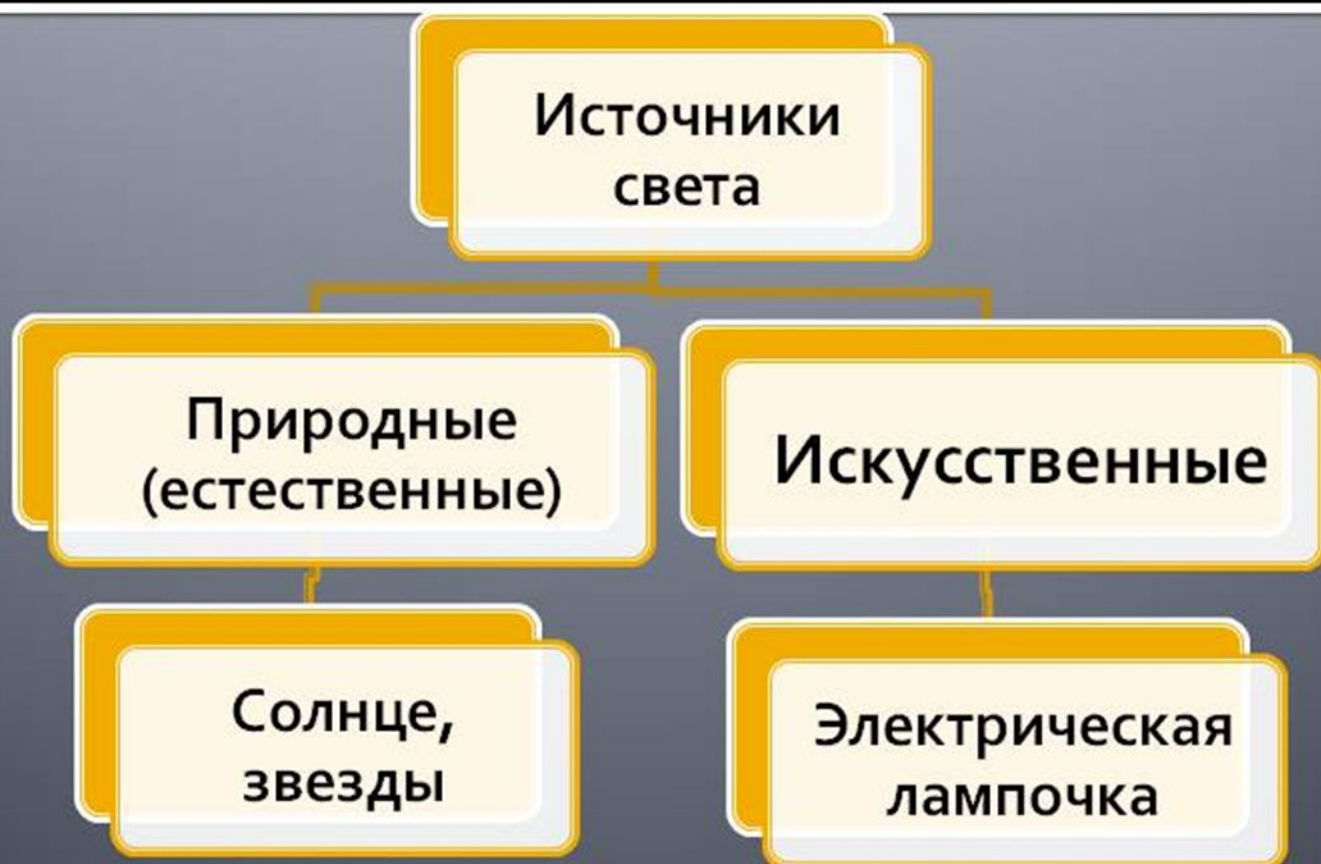 Источники
света
Природные
(естественные)
Искусственные
Солнце,
звезды
Электрическая
лампочка